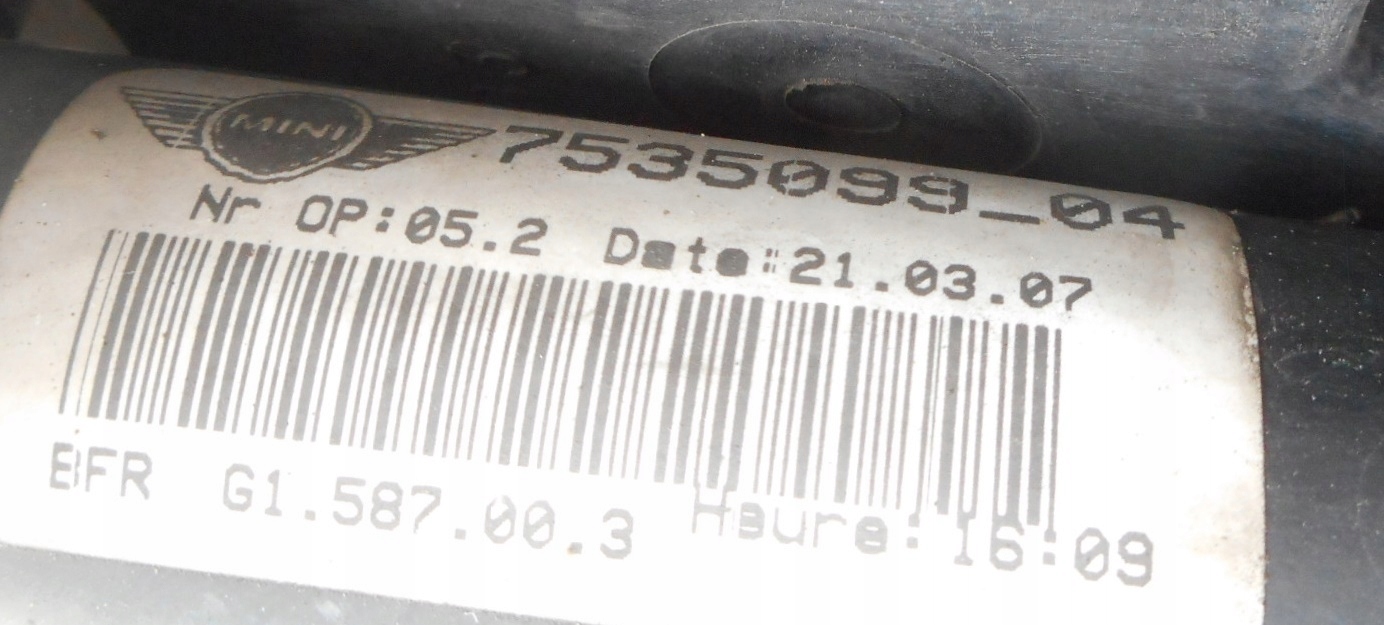 MINI 7535099_04
Nr OP:05.2 Date:21.03.07
BFR G1.587.00.3 Heure:16:09